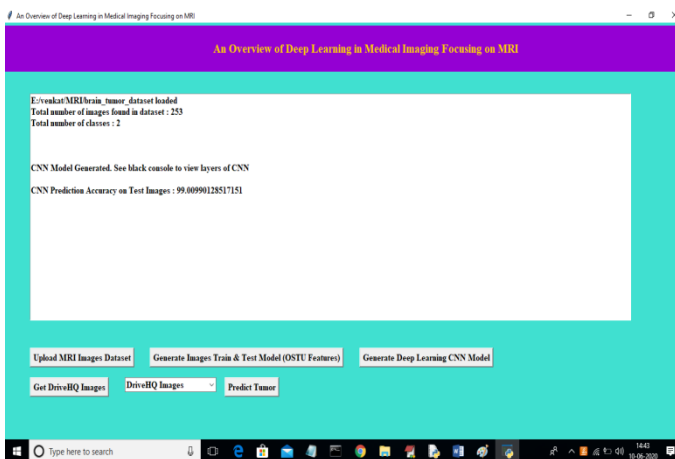 An Overview of Deep Learning in Medical Imaging Focusing on MRI
An Overview of Deep Learning in Medical Imaging Focusing on MRI
E:/venkat/MRI/brain_tumor_dataset loaded
Total number of images found in dataset : 253
Total number of classes : 2
CNN Model Generated. See black console to view layers of CNN
CNN Prediction Accuracy on Test Images : 99.00990128517151
Upload MRI Images Dataset
Generate Images Train & Test Model (OSTU Features)
Generate Deep Learning CNN Model
Get DriveHQ Images
DriveHQ Images
Predict Tumor
Type here to search
14:43
10-06-2020